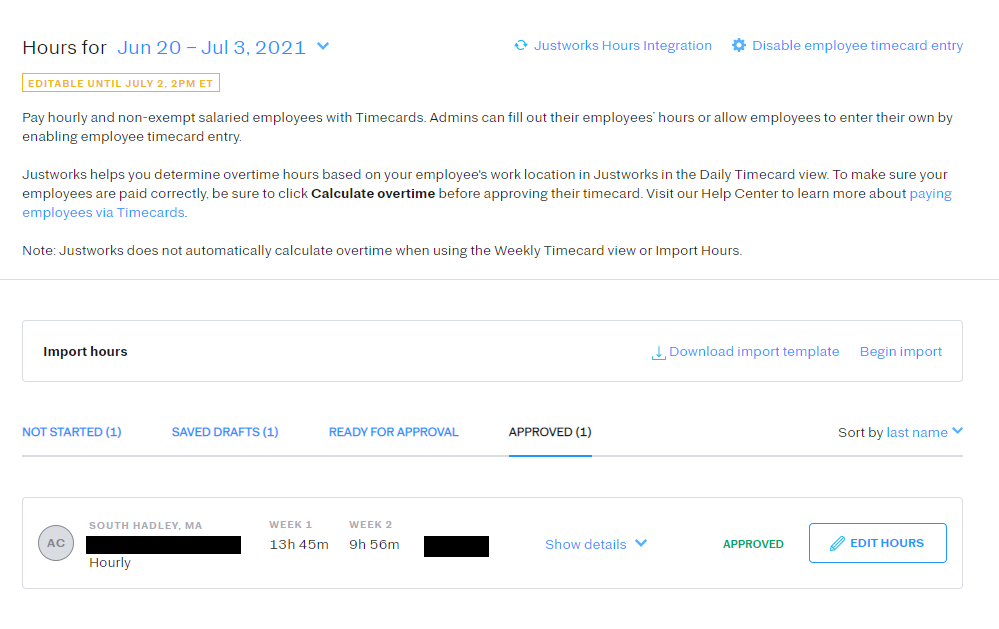 Hours for Jun 20 – Jul 3, 2021
Justworks Hours Integration
Disable employee timecard entry
EDITABLE UNTIL JULY 2, 2PM ET
Pay hourly and non-exempt salaried employees with Timecards. Admins can fill out their employees' hours or allow employees to enter their own by
enabling employee timecard entry.
Justworks helps you determine overtime hours based on your employee's work location in Justworks in the Daily Timecard view. To make sure your
employees are paid correctly, be sure to click Calculate overtime before approving their timecard. Visit our Help Center to learn more about paying
employees via Timecards.
Note: Justworks does not automatically calculate overtime when using the Weekly Timecard view or Import Hours.
Import hours
Download import template
Begin import
NOT STARTED (1)
SAVED DRAFTS (1)
READY FOR APPROVAL
APPROVED (1)
Sort by last name
AC
SOUTH HADLEY, MA
Hourly
WEEK 1
13h 45m
WEEK 2
9h 56m
Show details
APPROVED
EDIT HOURS